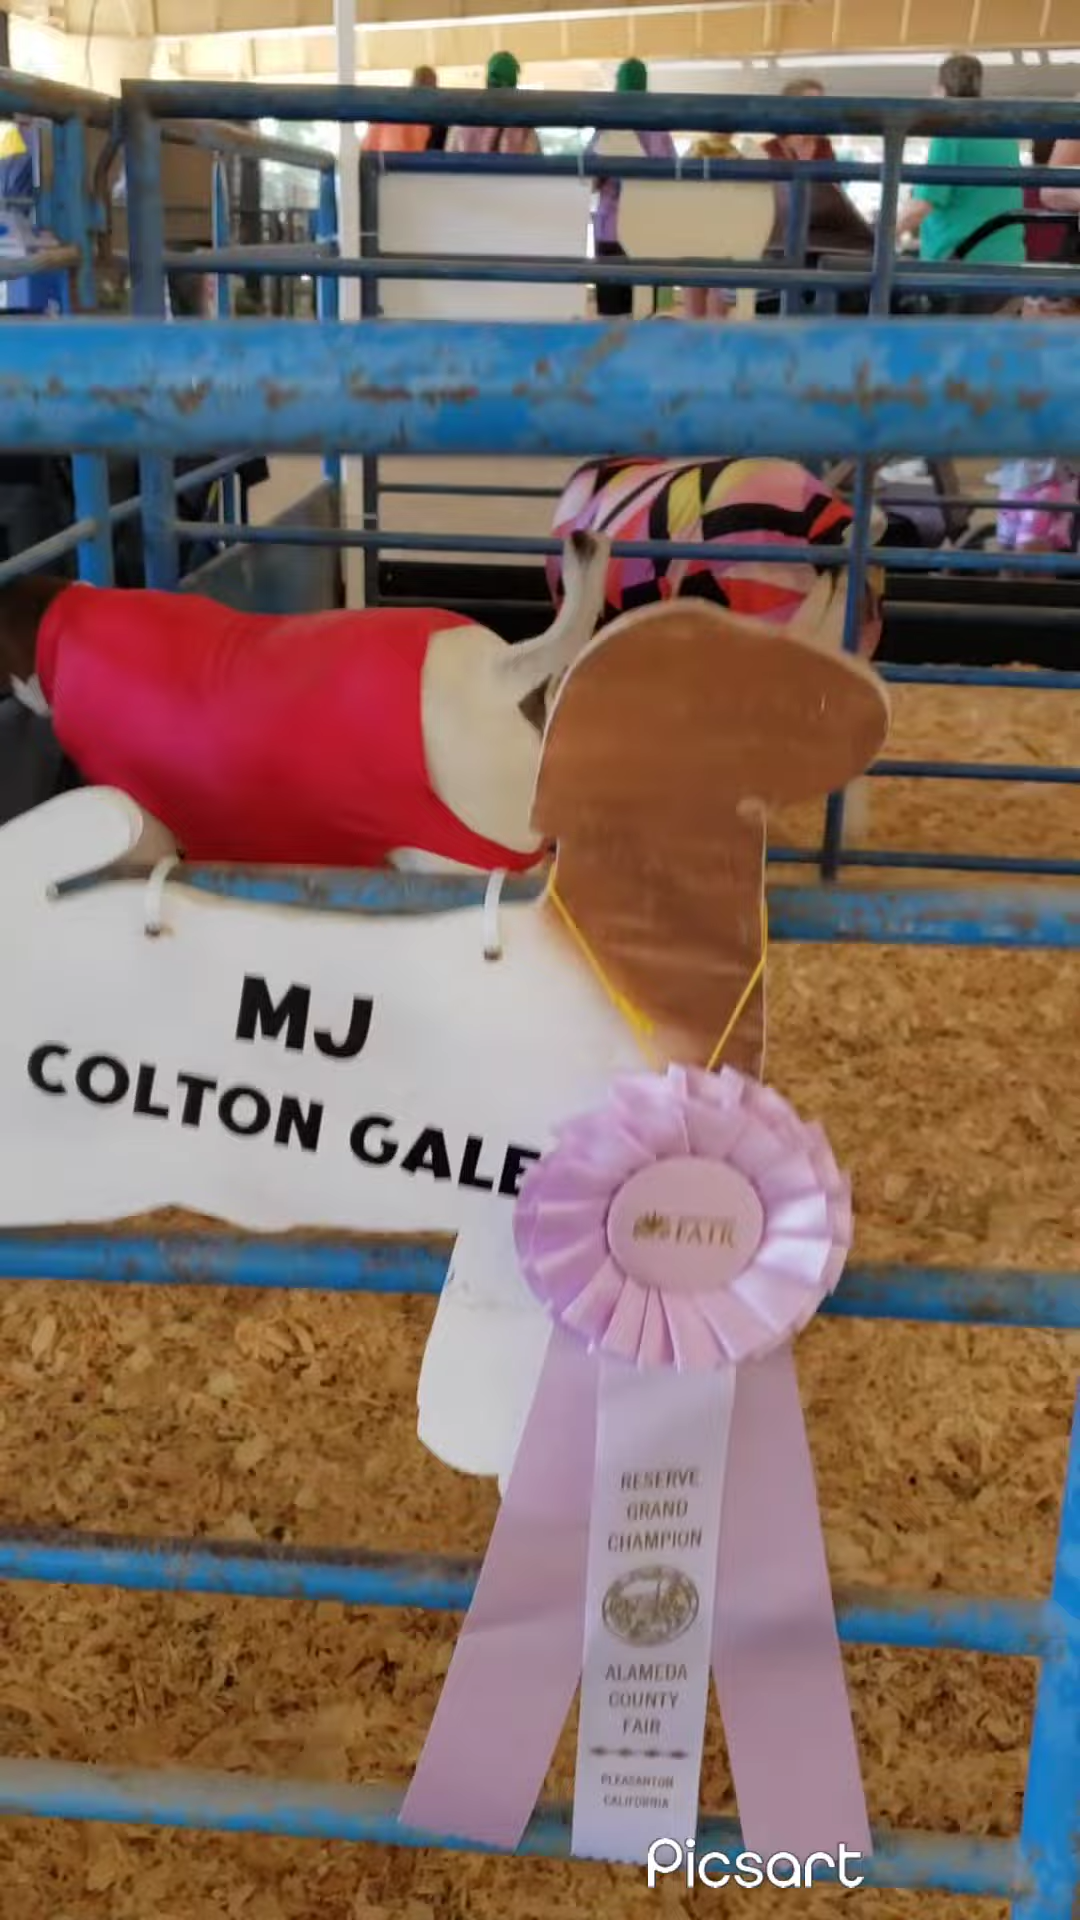 MJ
COLTON GALE
FAIR
RESERVE
GRAND
CHAMPION
ALAMEDA
COUNTY
FAIR
PLEASANTON
CALIFORNIA
Picsart